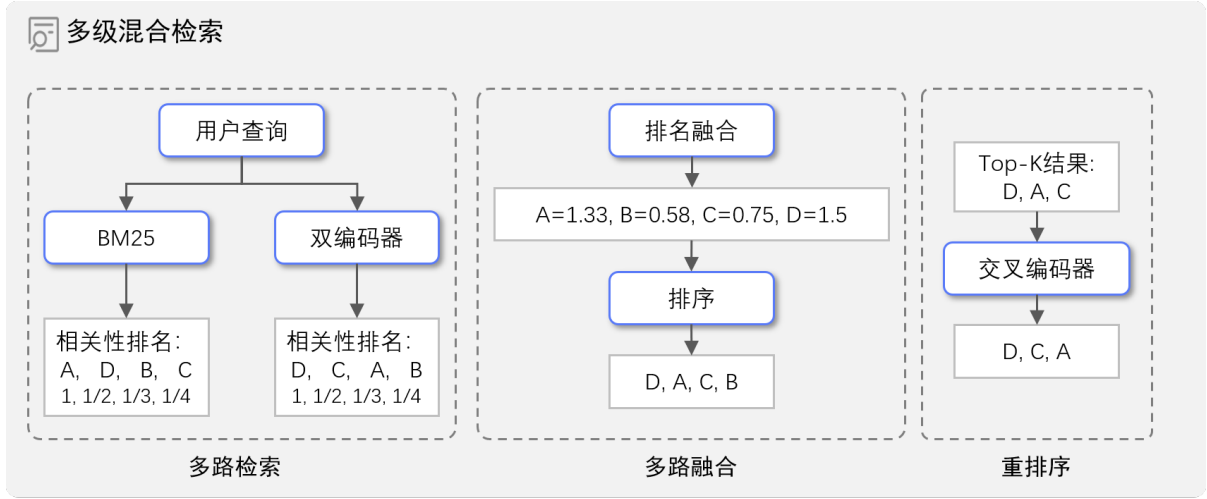 多级混合检索
用户查询
BM25
双编码器
相关性排名:
A, D, B, C
1, 1/2, 1/3, 1/4
相关性排名:
D, C, A, B
1, 1/2, 1/3, 1/4
多路检索
排名融合
A=1.33, B=0.58, C=0.75, D=1.5
排序
D, A, C, B
多路融合
Top-K结果:
D, A, C
交叉编码器
D, C, A
重排序